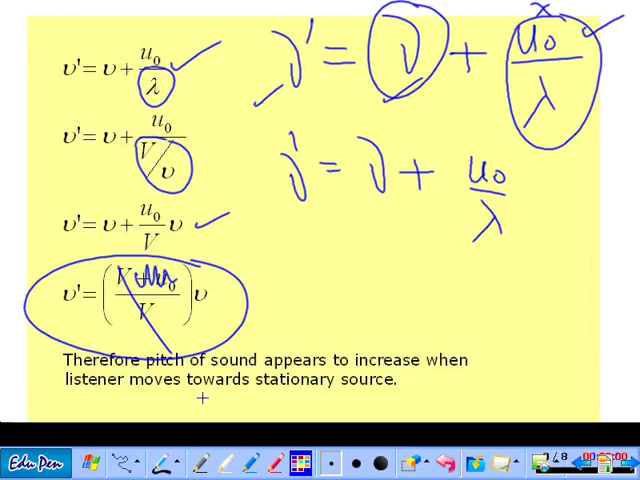 υ' = υ + u₀/λ
υ' = υ + u₀/(V/υ)
υ' = υ + (u₀/V) υ
υ' = ((V + u₀)/V) υ
Therefore pitch of sound appears to increase when
listener moves towards stationary source.
ν' = ν + u₀/λ
ν' = ν + u₀/λ
Edu Pen
/ 8